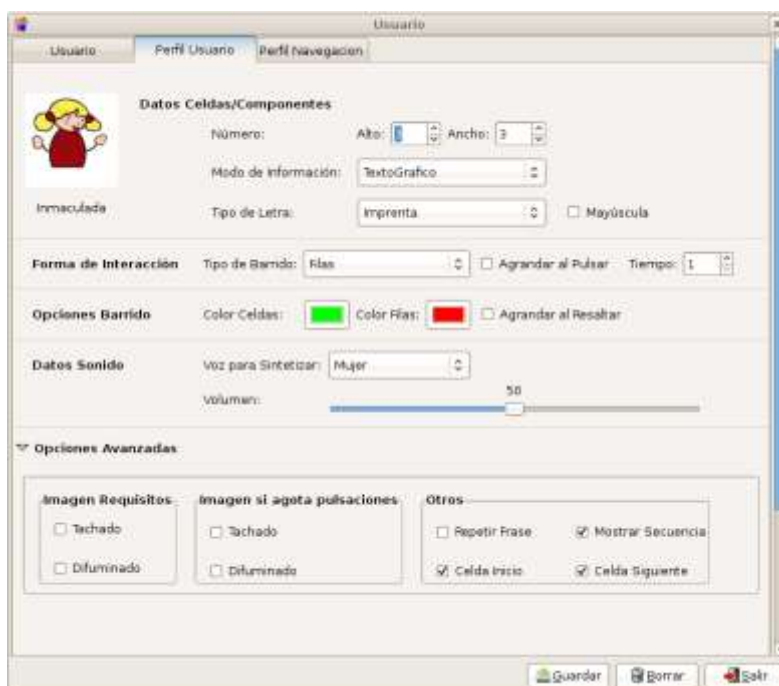 Usuario
Usuario Perfil Usuario Perfil Navegacion
Datos Celdas/Componentes
Número: Alto: Ancho: 3
Modo de Información: TextoGrafico
Inmaculada
Tipo de Letra: Imprenta Mayúscula
Forma de Interacción Tipo de Barrido: Filas Agrandar al Pulsar Tiempo: 1
Opciones Barrido Color Celdas: Color Filas: Agrandar al Resaltar
Datos Sonido Voz para Sintetizar: Mujer
50
Volumen:
Opciones Avanzadas
Imagen Requisitos Imagen si agota pulsaciones Otros
Tachado Tachado Repetir Frase Mostrar Secuencia
Difuminado Difuminado Celda Inicio Celda Siguiente
Guardar Borrar Salir